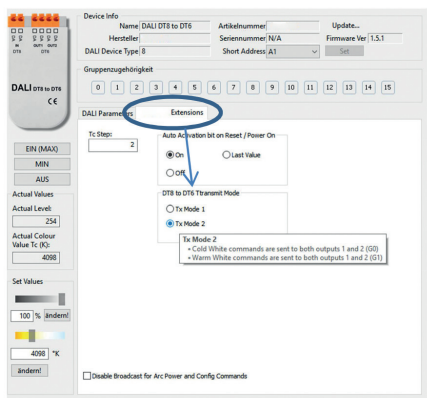 Device Info
Name DALI DT8 to DT6 Artikelnummer Update...
Hersteller Seriennummer N/A Firmware Ver 1.5.1
DALI Device Type 8 Short Address A1 Set
Gruppenzugehörigkeit
0 1 2 3 4 5 6 7 8 9 10 11 12 13 14 15
IN OUT1 OUT2
DT8 DT6
DALI DT8 to DT6
CE
DALI Parameters Extensions
Tc Step:
2
Auto Activation bit on Reset / Power On
On Last Value
Off
DT8 to DT6 Ttransmit Mode
Tx Mode 1
Tx Mode 2
Tx Mode 2
• Cold White commands are sent to both outputs 1 and 2 (G0)
• Warm White commands are sent to both outputs 1 and 2 (G1)
EIN (MAX)
MIN
AUS
Actual Values
Actual Level:
254
Actual Colour
Value Tc (K):
4098
Set Values
100 % ändern!
4098 °K
ändern!
Disable Broadcast for Arc Power and Config Commands